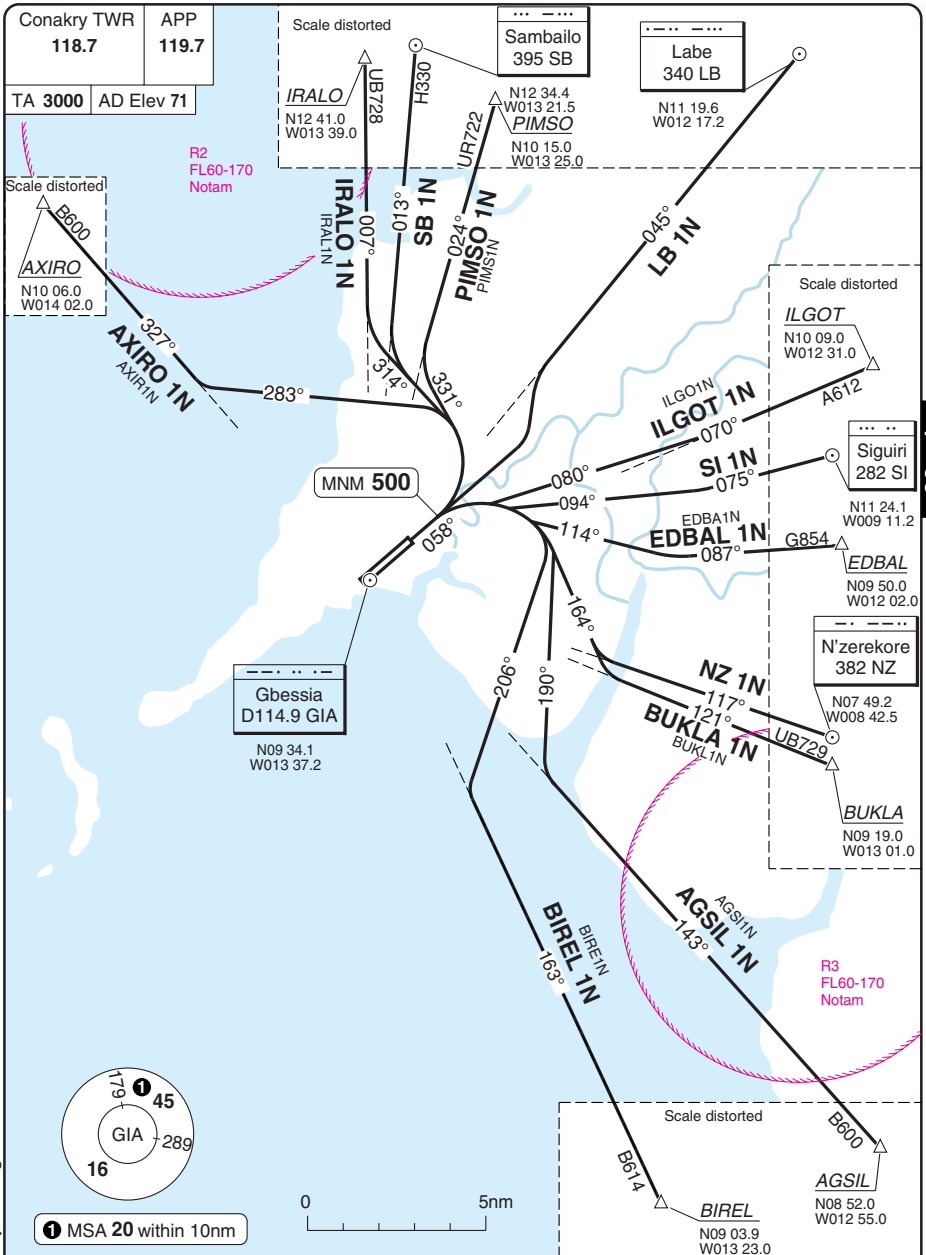 Conakry TWR
118.7
APP
119.7
TA 3000
AD Elev 71
Scale distorted
IRALO
N12 41.0
W013 39.0
UB728
H330
Sambailo
395 SB
N12 34.4
W013 21.5
UR722
PIMSO
N10 15.0
W013 25.0
Labe
340 LB
N11 19.6
W012 17.2
R2
FL60-170
Notam
Scale distorted
B600
AXIRO
N10 06.0
W014 02.0
327°
AXIRO 1N
AXIR1N
283°
IRALO 1N
IRAL1N
007°
013°
SB 1N
024°
PIMSO 1N
PIMS1N
045°
LB 1N
314°
331°
Scale distorted
ILGOT
N10 09.0
W012 31.0
A612
ILGO1N
ILGOT 1N
070°
080°
Siguiri
282 SI
N11 24.1
W009 11.2
SI 1N
075°
094°
MNM 500
058°
EDBA1N
EDBAL 1N
114°
087°
G854
EDBAL
N09 50.0
W012 02.0
164°
206°
190°
N'zerekore
382 NZ
N07 49.2
W008 42.5
NZ 1N
117°
121°
BUKLA 1N
BUKL1N
UB729
BUKLA
N09 19.0
W013 01.0
Gbessia
D114.9 GIA
N09 34.1
W013 37.2
BIREL 1N
BIRE1N
163°
AGSIL 1N
AGSI1N
143°
R3
FL60-170
Notam
179
1
45
GIA
289
16
1 MSA 20 within 10nm
0
5nm
Scale distorted
B614
B600
BIREL
N09 03.9
W013 23.0
AGSIL
N08 52.0
W012 55.0